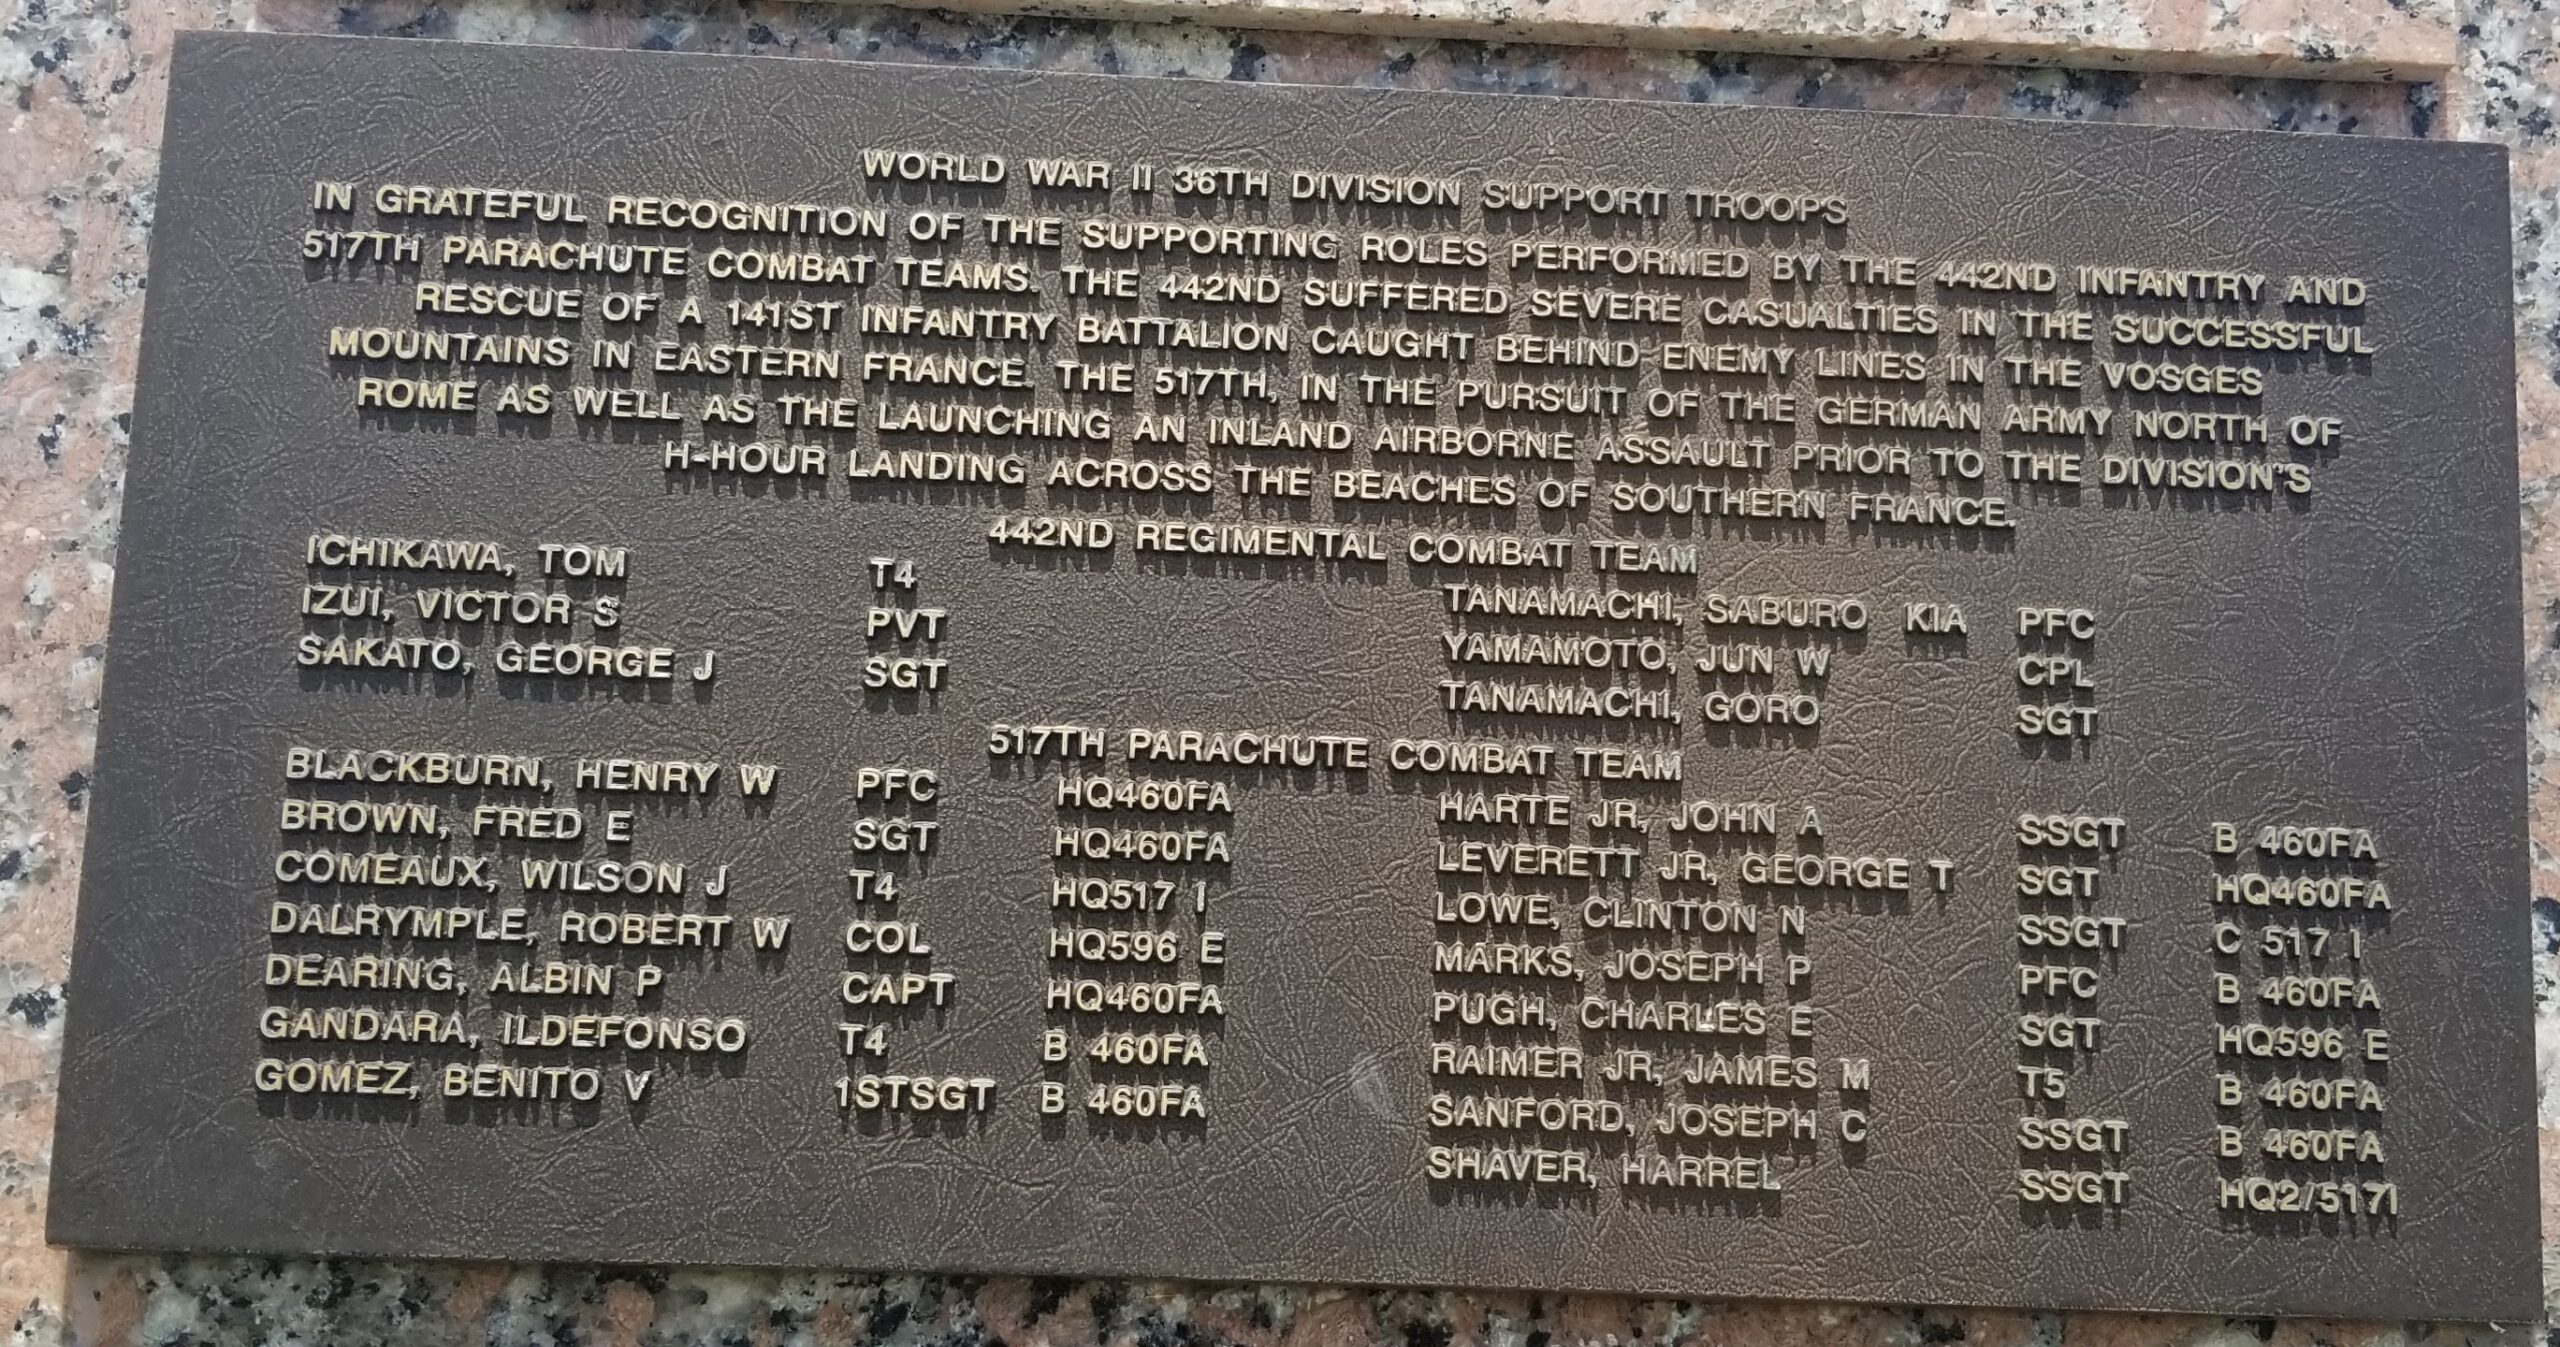 WORLD WAR II 36TH DIVISION SUPPORT TROOPS
IN GRATEFUL RECOGNITION OF THE SUPPORTING ROLES PERFORMED BY THE 442ND INFANTRY AND
517TH PARACHUTE COMBAT TEAMS. THE 442ND SUFFERED SEVERE CASUALTIES IN THE SUCCESSFUL
RESCUE OF A 141ST INFANTRY BATTALION CAUGHT BEHIND ENEMY LINES IN THE VOSGES
MOUNTAINS IN EASTERN FRANCE. THE 517TH, IN THE PURSUIT OF THE GERMAN ARMY NORTH OF
ROME AS WELL AS THE LAUNCHING AN INLAND AIRBORNE ASSAULT PRIOR TO THE DIVISION"S
H-HOUR LANDING ACROSS THE BEACHES OF SOUTHERN FRANCE.
442ND REGIMENTAL COMBAT TEAM
ICHIKAWA, TOM T4 TANAMACHI, SABURO KIA PFC
IZUI, VICTOR S PVT YAMAMOTO, JUN W CPL
SAKATO, GEORGE J SGT TANAMACHI, GORO SGT
517TH PARACHUTE COMBAT TEAM
BLACKBURN, HENRY W PFC HQ460FA HARTE JR, JOHN A SSGT B 460FA
BROWN, FRED E SGT HQ460FA LEVERETT JR, GEORGE T SGT HQ460FA
COMEAUX, WILSON J T4 HQ517 I LOWE, CLINTON N SSGT C 517 I
DALRYMPLE, ROBERT W COL HQ596 E MARKS, JOSEPH P PFC B 460FA
DEARING, ALBIN P CAPT HQ460FA PUGH, CHARLES E SGT HQ596 E
GANDARA, ILDEFONSO T4 B 460FA RAIMER JR, JAMES M T5 B 460FA
GOMEZ, BENITO V 1STSGT B 460FA SANFORD, JOSEPH C SSGT B 460FA
SHAVER, HARREL SSGT HQ2/517I